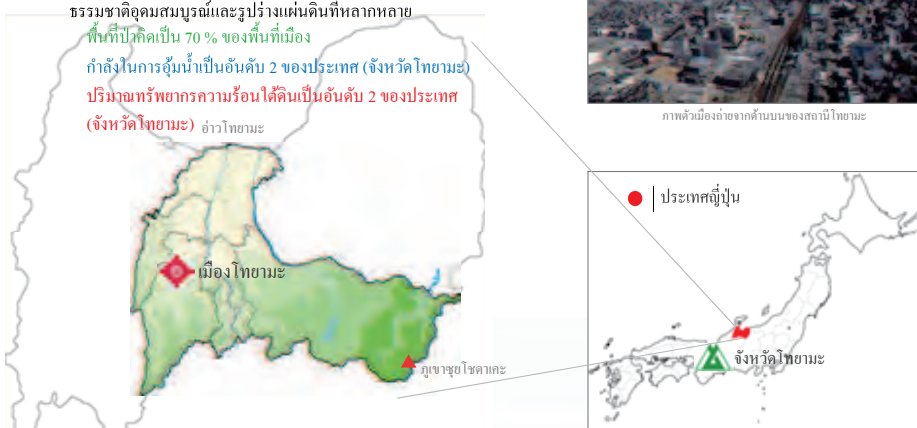 ธรรมชาติอุดมสมบูรณ์และรูปร่างแผ่นดินที่หลากหลาย
พื้นที่ป่าคิดเป็น 70 % ของพื้นที่เมือง
กำลังในการอุ้มน้ำเป็นอันดับ 2 ของประเทศ (จังหวัดโทยามะ)
ปริมาณทรัพยากรความร้อนใต้ดินเป็นอันดับ 2 ของประเทศ
(จังหวัดโทยามะ)
อ่าวโทยามะ
เมืองโทยามะ
ภูเขาซุยโชดาเคะ
ภาพตัวเมืองถ่ายจากด้านบนของสถานีโทยามะ
ประเทศญี่ปุ่น
จังหวัดโทยามะ